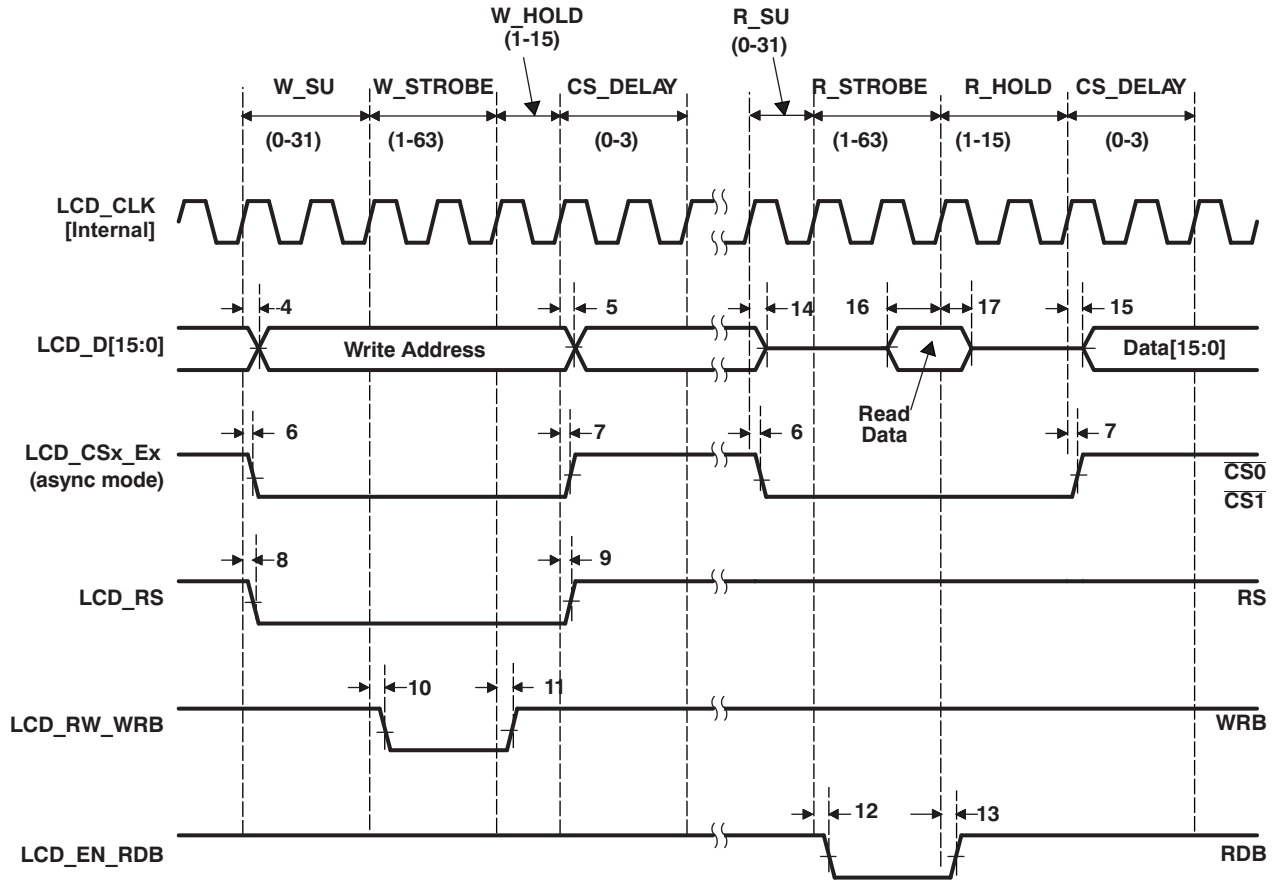 W_HOLD
(1-15)
R_SU
(0-31)
W_SU
W_STROBE
CS_DELAY
R_STROBE
R_HOLD
CS_DELAY
(0-31)
(1-63)
(0-3)
(1-63)
(1-15)
(0-3)
LCD_CLK
[Internal]
4
5
14
16
17
15
LCD_D[15:0]
Write Address
Data[15:0]
Read
Data
6
7
6
7
LCD_CSx_Ex
(async mode)
CS0
CS1
8
9
LCD_RS
RS
10
11
LCD_RW_WRB
WRB
12
13
LCD_EN_RDB
RDB